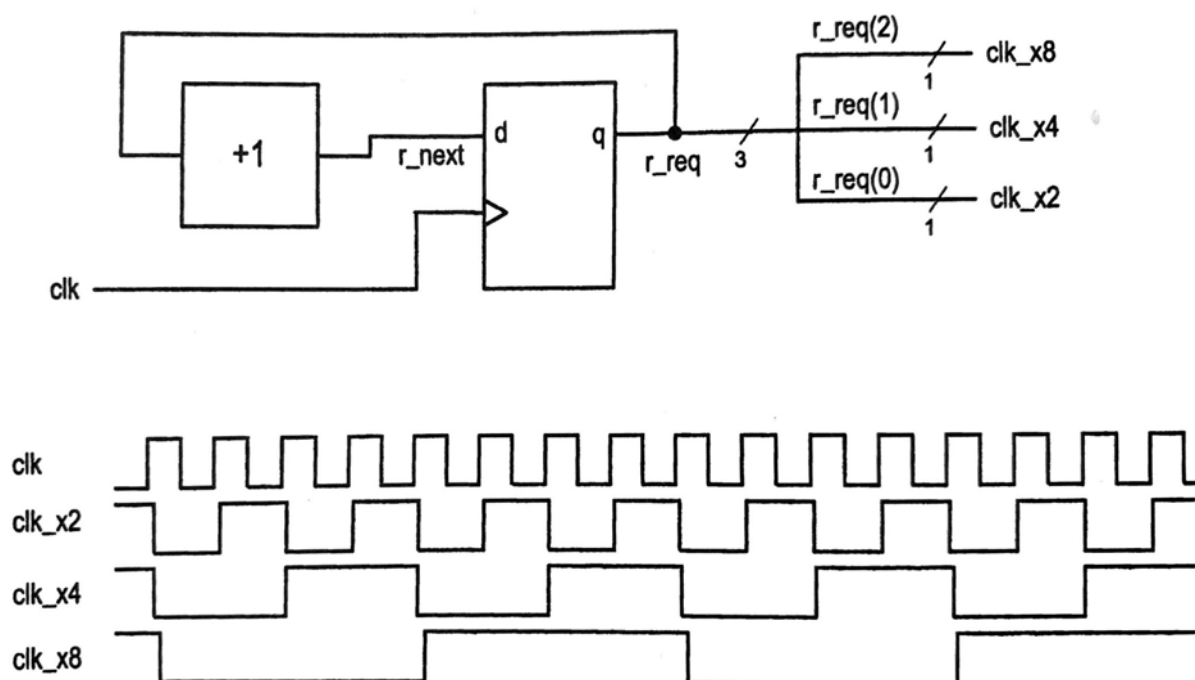 r_req(2)
clk_x8
1
+1
r_next
d
q
r_req
3
r_req(1)
clk_x4
1
r_req(0)
clk_x2
1
clk
clk
clk_x2
clk_x4
clk_x8